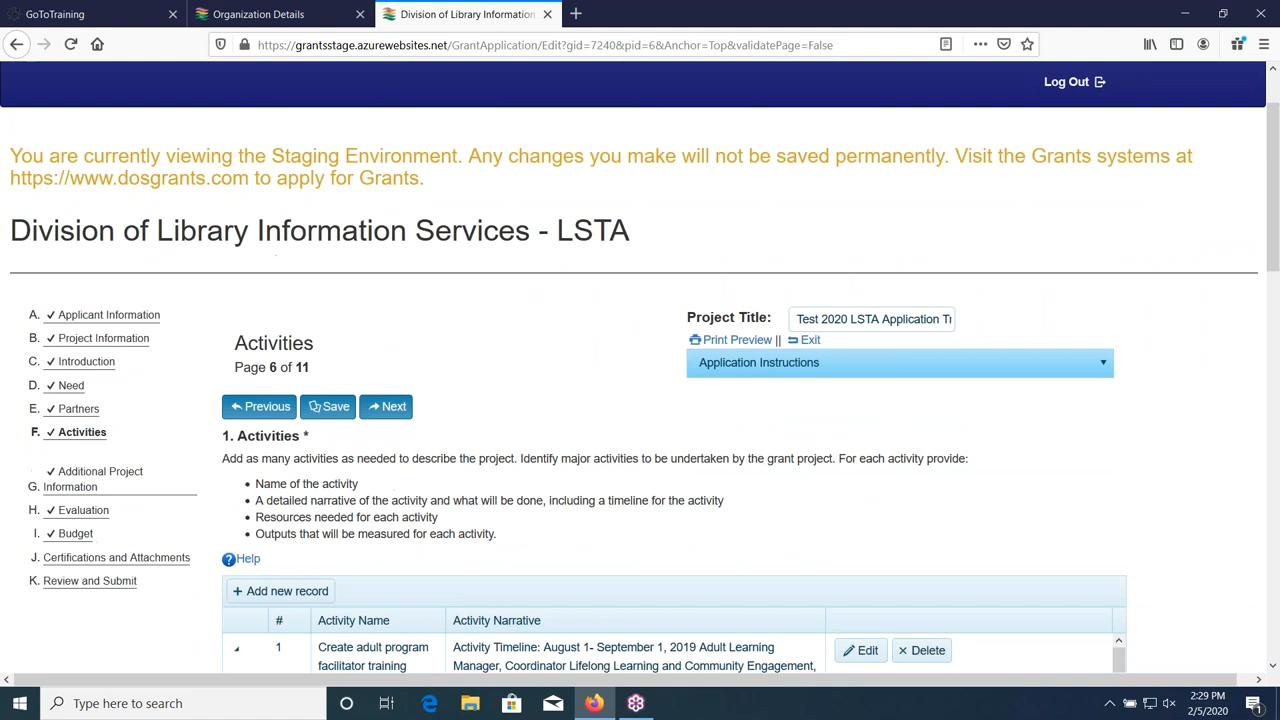 GoToTraining
Organization Details
Division of Library Information
https://grantsstage.azurewebsites.net/GrantApplication/Edit?gid=7240&pid=6&Anchor=Top&validatePage=False
Log Out
You are currently viewing the Staging Environment. Any changes you make will not be saved permanently. Visit the Grants systems at
https://www.dosgrants.com to apply for Grants.
Division of Library Information Services - LSTA
A. ✓ Applicant Information
B. ✓ Project Information
C. ✓ Introduction
D. ✓ Need
E. ✓ Partners
F. ✓ Activities
✓ Additional Project
G. Information
H. ✓ Evaluation
I. ✓ Budget
J. Certifications and Attachments
K. Review and Submit
Activities
Page 6 of 11
Project Title: Test 2020 LSTA Application Tr
Print Preview || Exit
Application Instructions
Previous Save Next
1. Activities *
Add as many activities as needed to describe the project. Identify major activities to be undertaken by the grant project. For each activity provide:
• Name of the activity
• A detailed narrative of the activity and what will be done, including a timeline for the activity
• Resources needed for each activity
• Outputs that will be measured for each activity.
Help
+ Add new record
# Activity Name Activity Narrative
1 Create adult program Activity Timeline: August 1- September 1, 2019 Adult Learning Edit × Delete
facilitator training Manager, Coordinator Lifelong Learning and Community Engagement,
Type here to search
2:29 PM
2/5/2020
1